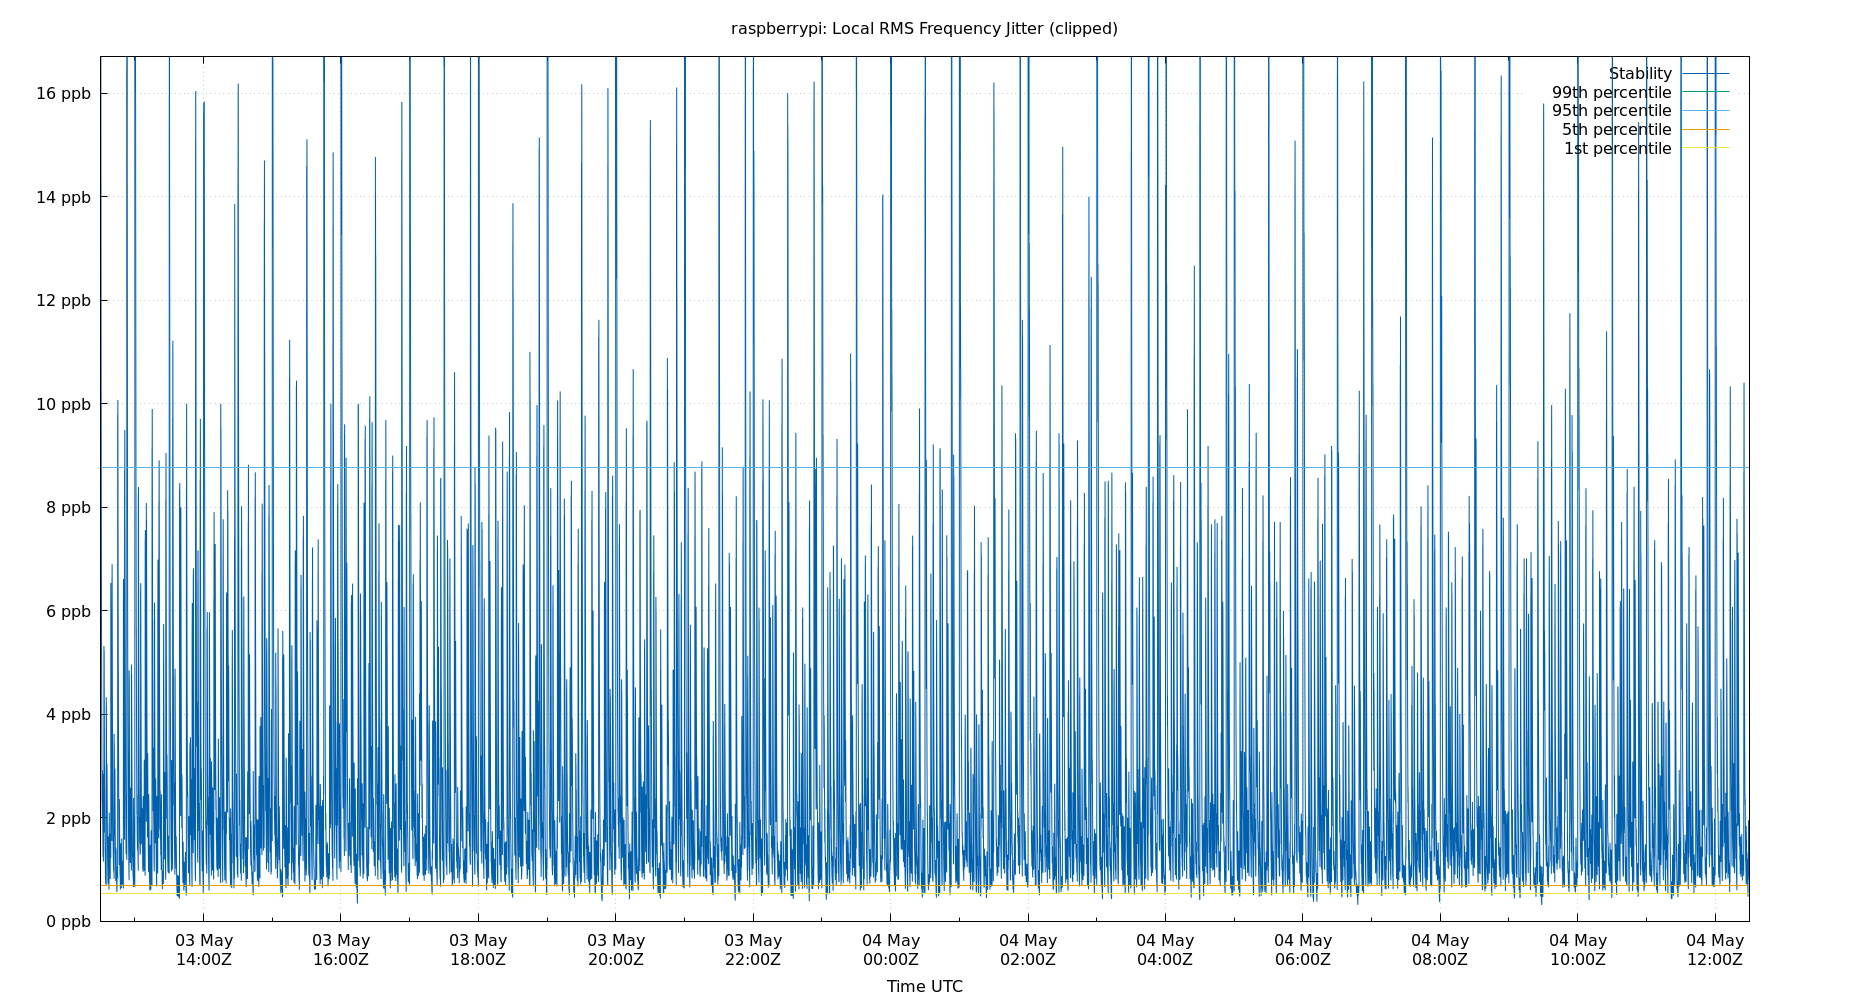 raspberrypi: Local RMS Frequency Jitter (clipped)
Stability
99th percentile
95th percentile
5th percentile
1st percentile
16 ppb
14 ppb
12 ppb
10 ppb
8 ppb
6 ppb
4 ppb
2 ppb
0 ppb
03 May 03 May 03 May 03 May 03 May 04 May 04 May 04 May 04 May 04 May 04 May 04 May
14:00Z 16:00Z 18:00Z 20:00Z 22:00Z 00:00Z 02:00Z 04:00Z 06:00Z 08:00Z 10:00Z 12:00Z
Time UTC